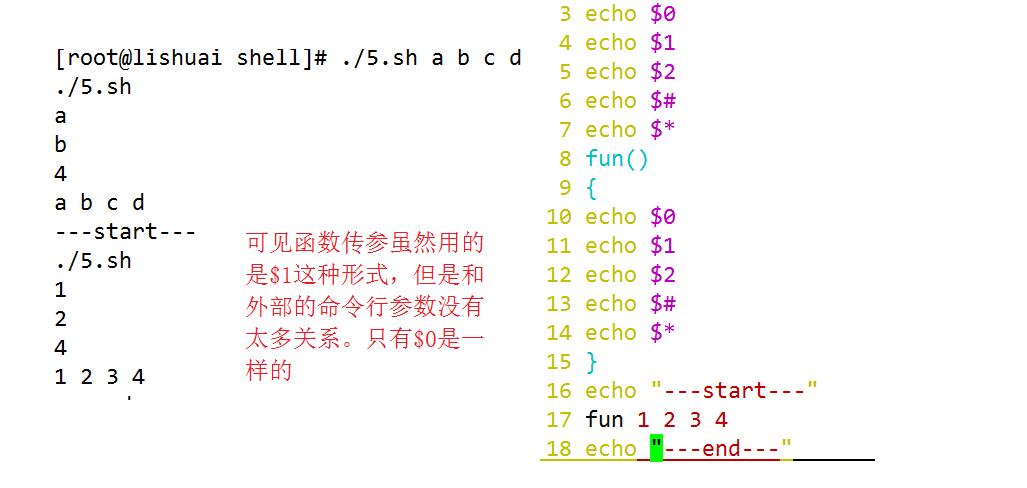 [root@lishuai shell]# ./5.sh a b c d
./5.sh
a
b
4
a b c d
---start---
./5.sh
1
2
4
1 2 3 4
可见函数传参虽然用的
是$1这种形式，但是和
外部的命令行参数没有
太多关系。只有$0是一
样的
3 echo $0
4 echo $1
5 echo $2
6 echo $#
7 echo $*
8 fun()
9 {
10 echo $0
11 echo $1
12 echo $2
13 echo $#
14 echo $*
15 }
16 echo "---start---"
17 fun 1 2 3 4
18 echo "---end---"